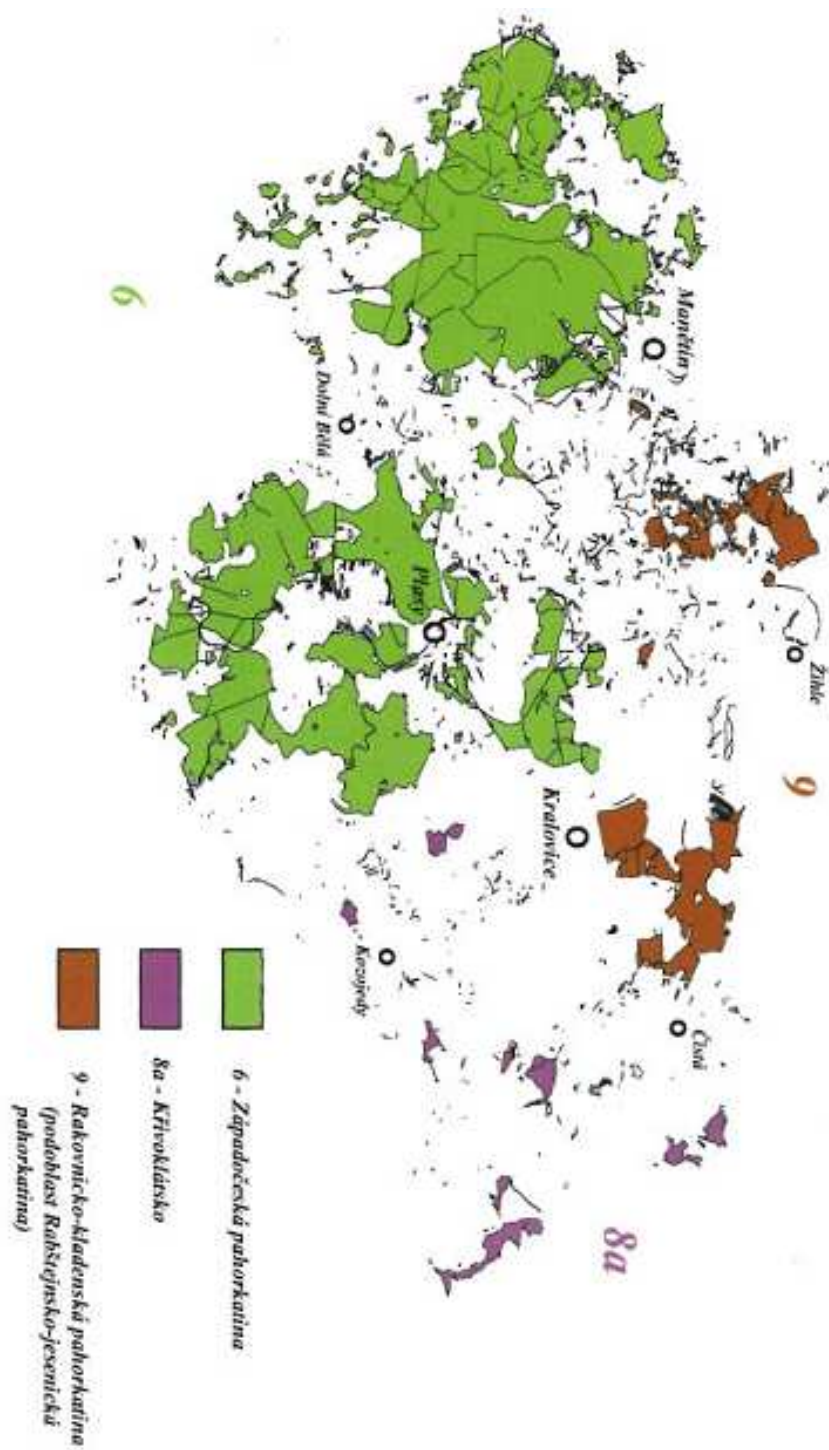 Manětín
Žihle
9
Dolní Bělá
Plasy
Kralovice
Čistá
Kozojedy
6
8a
6 - Západočeská pahorkatina
8a - Křivoklátsko
9 - Rakovnicko-kladenská pahorkatina
(podoblast Rabštejnsko-jesenická
pahorkatina)